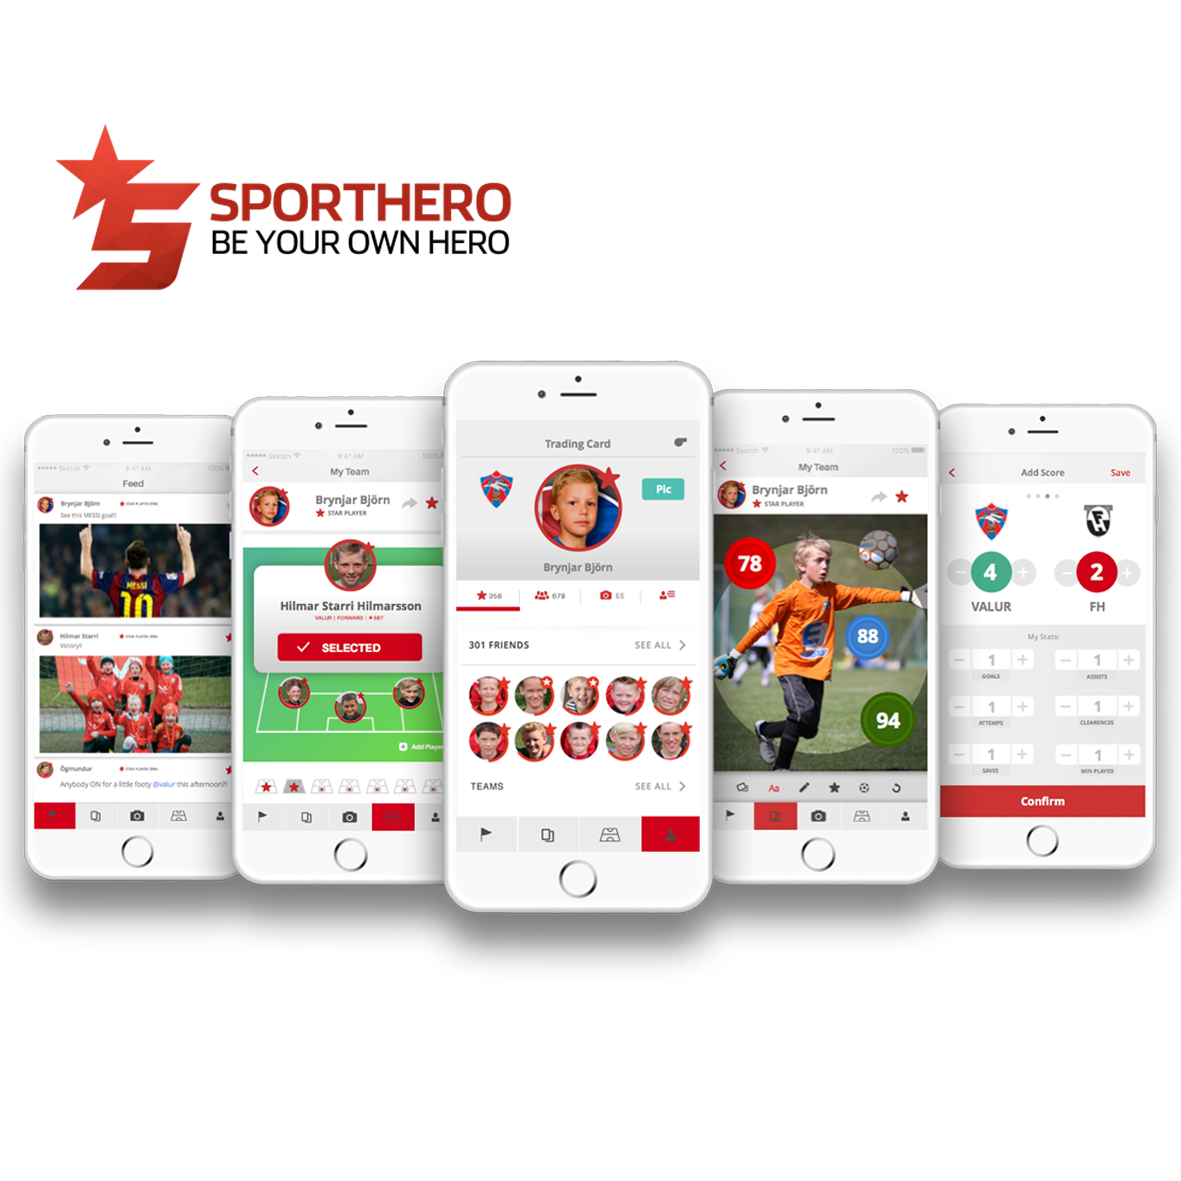 SPORTHERO
BE YOUR OWN HERO
Sketch 9:41 AM 100%
Feed
Brynjar Björn
STAR PLAYER
See this MESSI goal!!
MESSI
10
Hilmar Starri
STAR PLAYER
Victory!!
Ögmundur
STAR PLAYER
Anybody ON for a little footy @valur this afternoon?!
Sketch 9:41 AM 100%
My Team
Brynjar Björn
STAR PLAYER
Hilmar Starri Hilmarsson
VALUR | FORWARD | 587
SELECTED
Add Player
Trading Card
Pic
Brynjar Björn
358 678 66
301 FRIENDS SEE ALL
TEAMS SEE ALL
Sketch 9:41 AM 100%
My Team
Brynjar Björn
STAR PLAYER
78
88
94
Aa
Add Score Save
4 2
VALUR FH
My Stats:
1 1
GOALS ASSISTS
1 1
ATTEMPS CLEARENCES
1 1
SAVES MIN PLAYED
Confirm